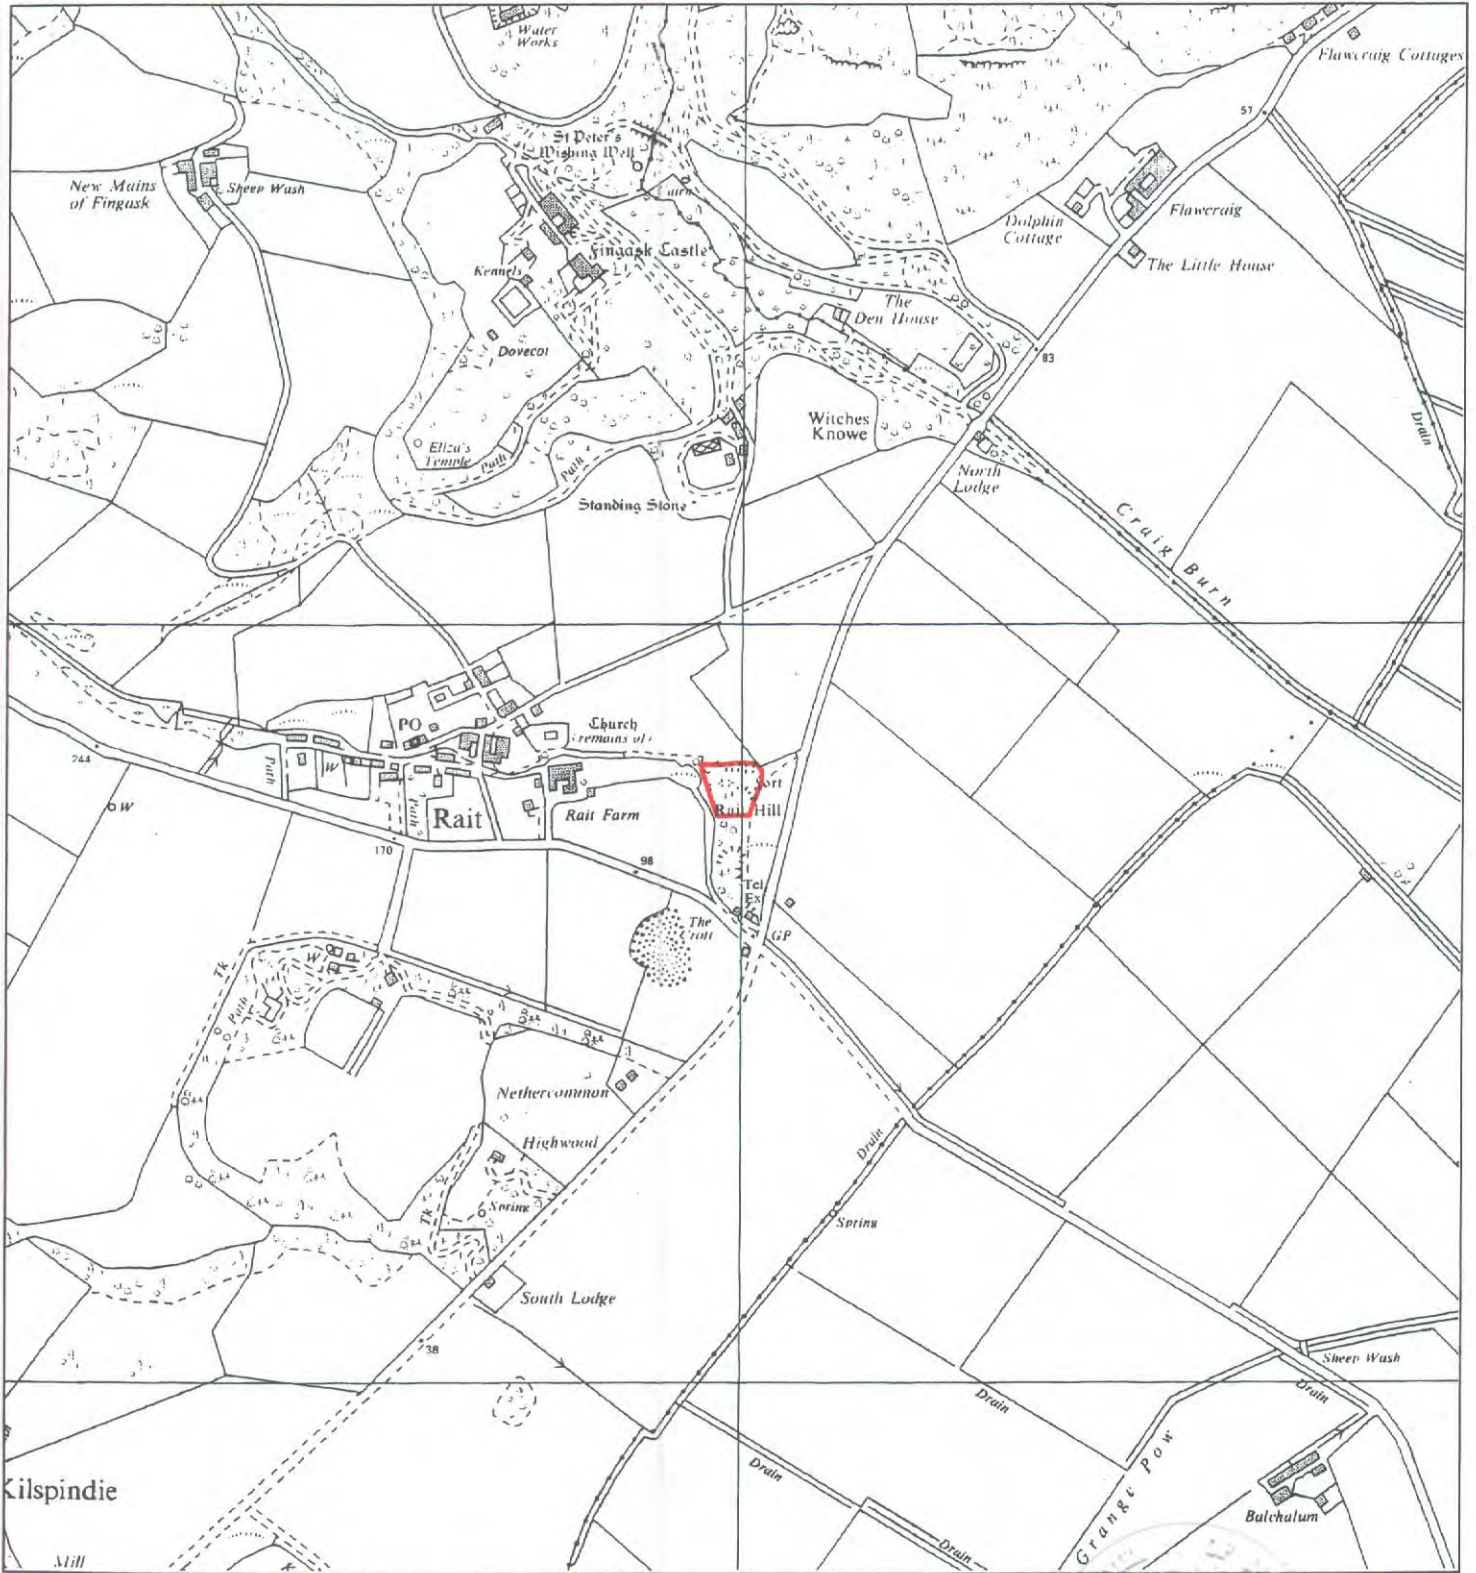 Water
Works
Flawcraig Cottages
57
St Peter's
Wishing Well
Cairn
New Mains
of Fingask
Sheep Wash
Dolphin
Cottage
Flawcraig
The Little House
Fingask Castle
Kennels
The
Den House
Dovecot
83
Witches
Knowe
Drain
Eliza's
Temple
Path
Path
North
Lodge
Standing Stone
Craig Burn
PO
Church
(remains of)
244
Path
W
W
Path
Rait
Rait Farm
Fort
Rait Hill
170
98
Tel
Ex
The
Croft
GP
Tk
W
Path
Nethercommon
Highwood
Drain
Tk
Spring
Spring
South Lodge
38
Sheep Wash
Drain
Drain
Drain
Grange Pow
Kilspindie
Balchalum
Drain
Mill
K